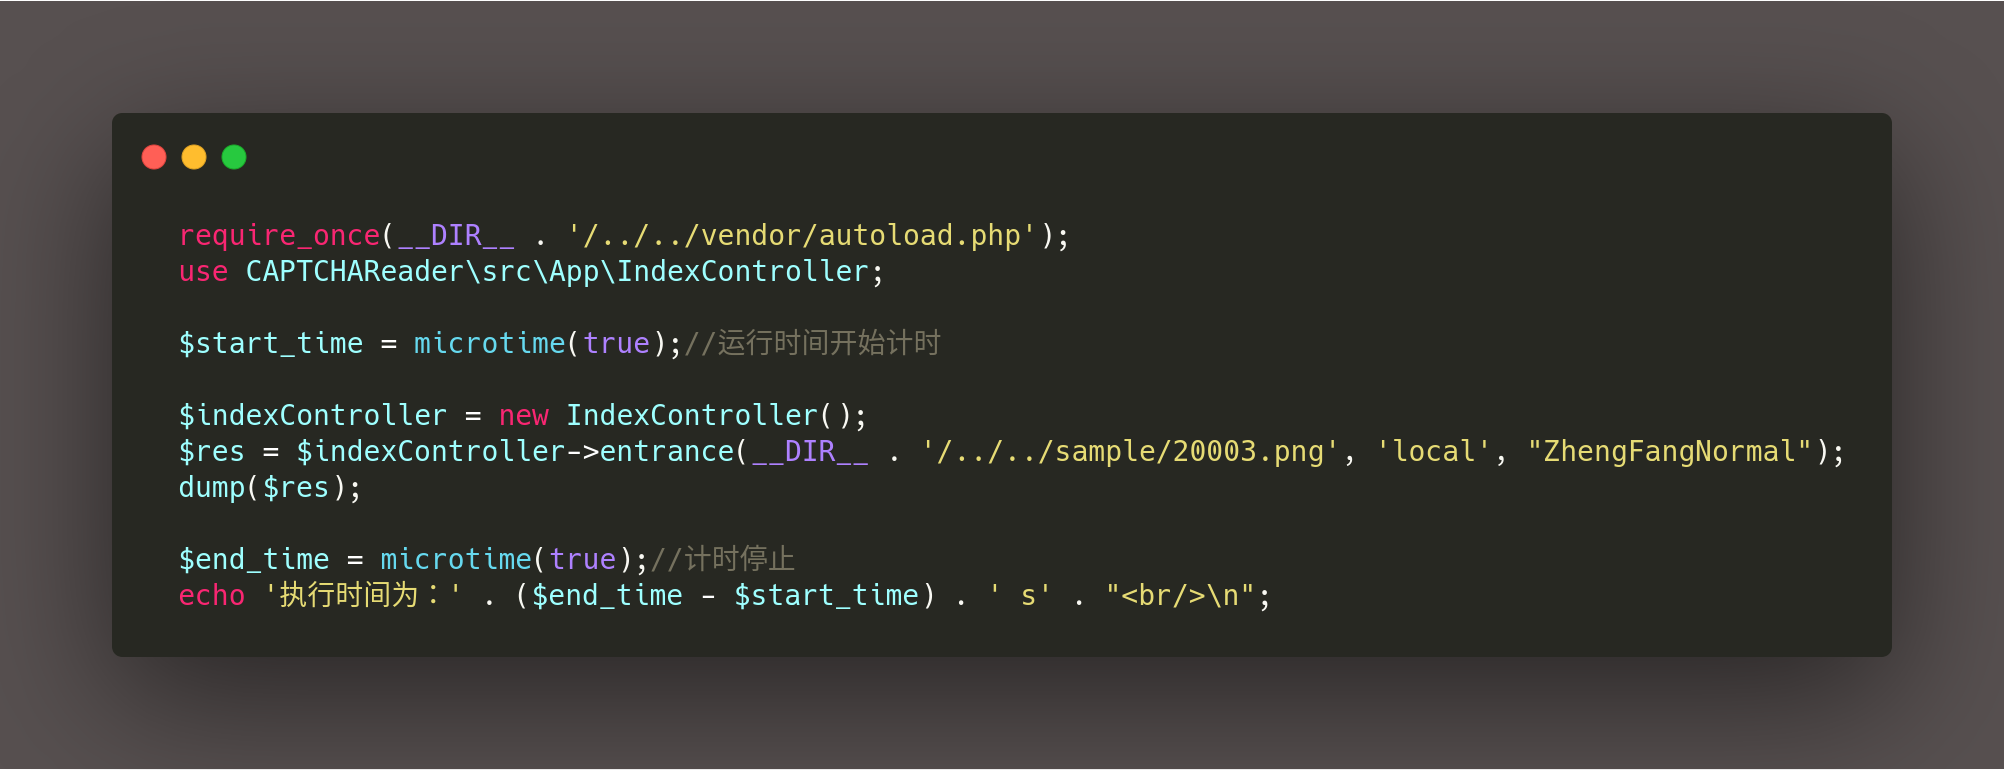 require_once(__DIR__ . '/../../vendor/autoload.php');
use CAPTCHAReader\src\App\IndexController;
$start_time = microtime(true);//运行时间开始计时
$indexController = new IndexController();
$res = $indexController->entrance(__DIR__ . '/../../sample/20003.png', 'local', "ZhengFangNormal");
dump($res);
$end_time = microtime(true);//计时停止
echo '执行时间为：' . ($end_time - $start_time) . ' s' . "<br/>\n";